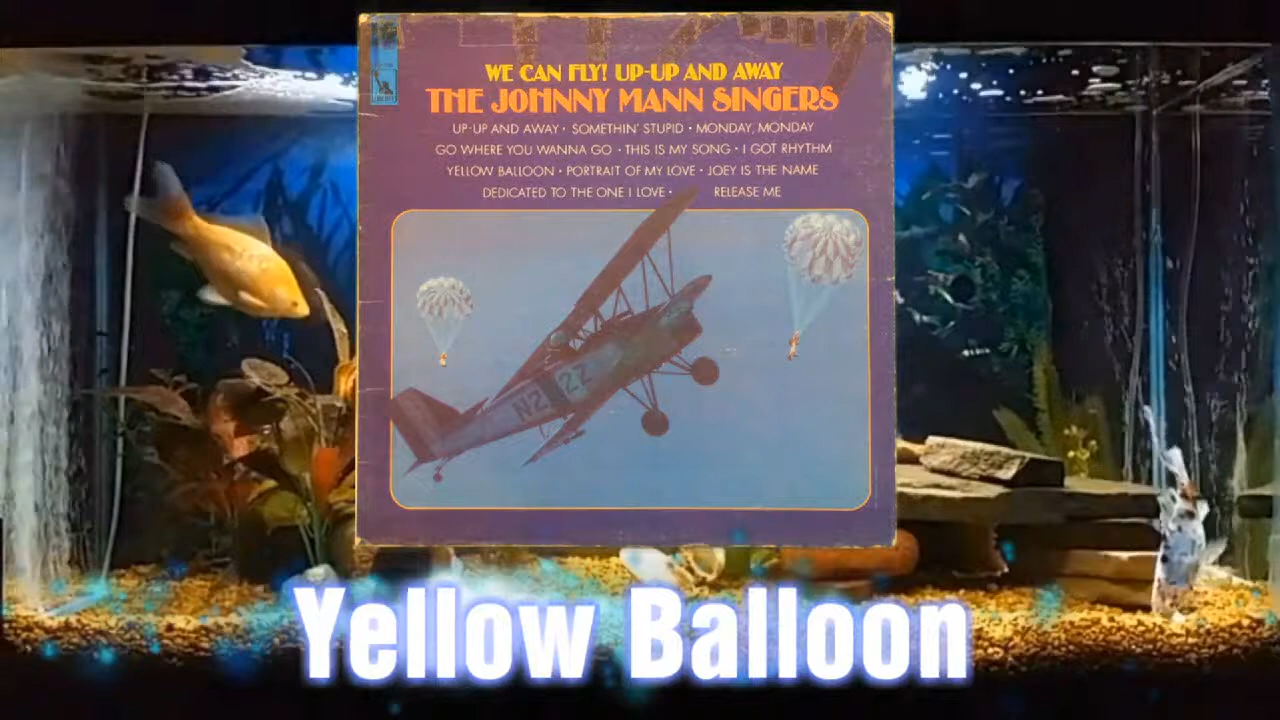 WE CAN FLY! UP-UP AND AWAY
THE JOHNNY MANN SINGERS
UP-UP AND AWAY • SOMETHIN' STUPID • MONDAY, MONDAY
GO WHERE YOU WANNA GO • THIS IS MY SONG • I GOT RHYTHM
YELLOW BALLOON • PORTRAIT OF MY LOVE • JOEY IS THE NAME
DEDICATED TO THE ONE I LOVE • RELEASE ME
N2 22
Yellow Balloon